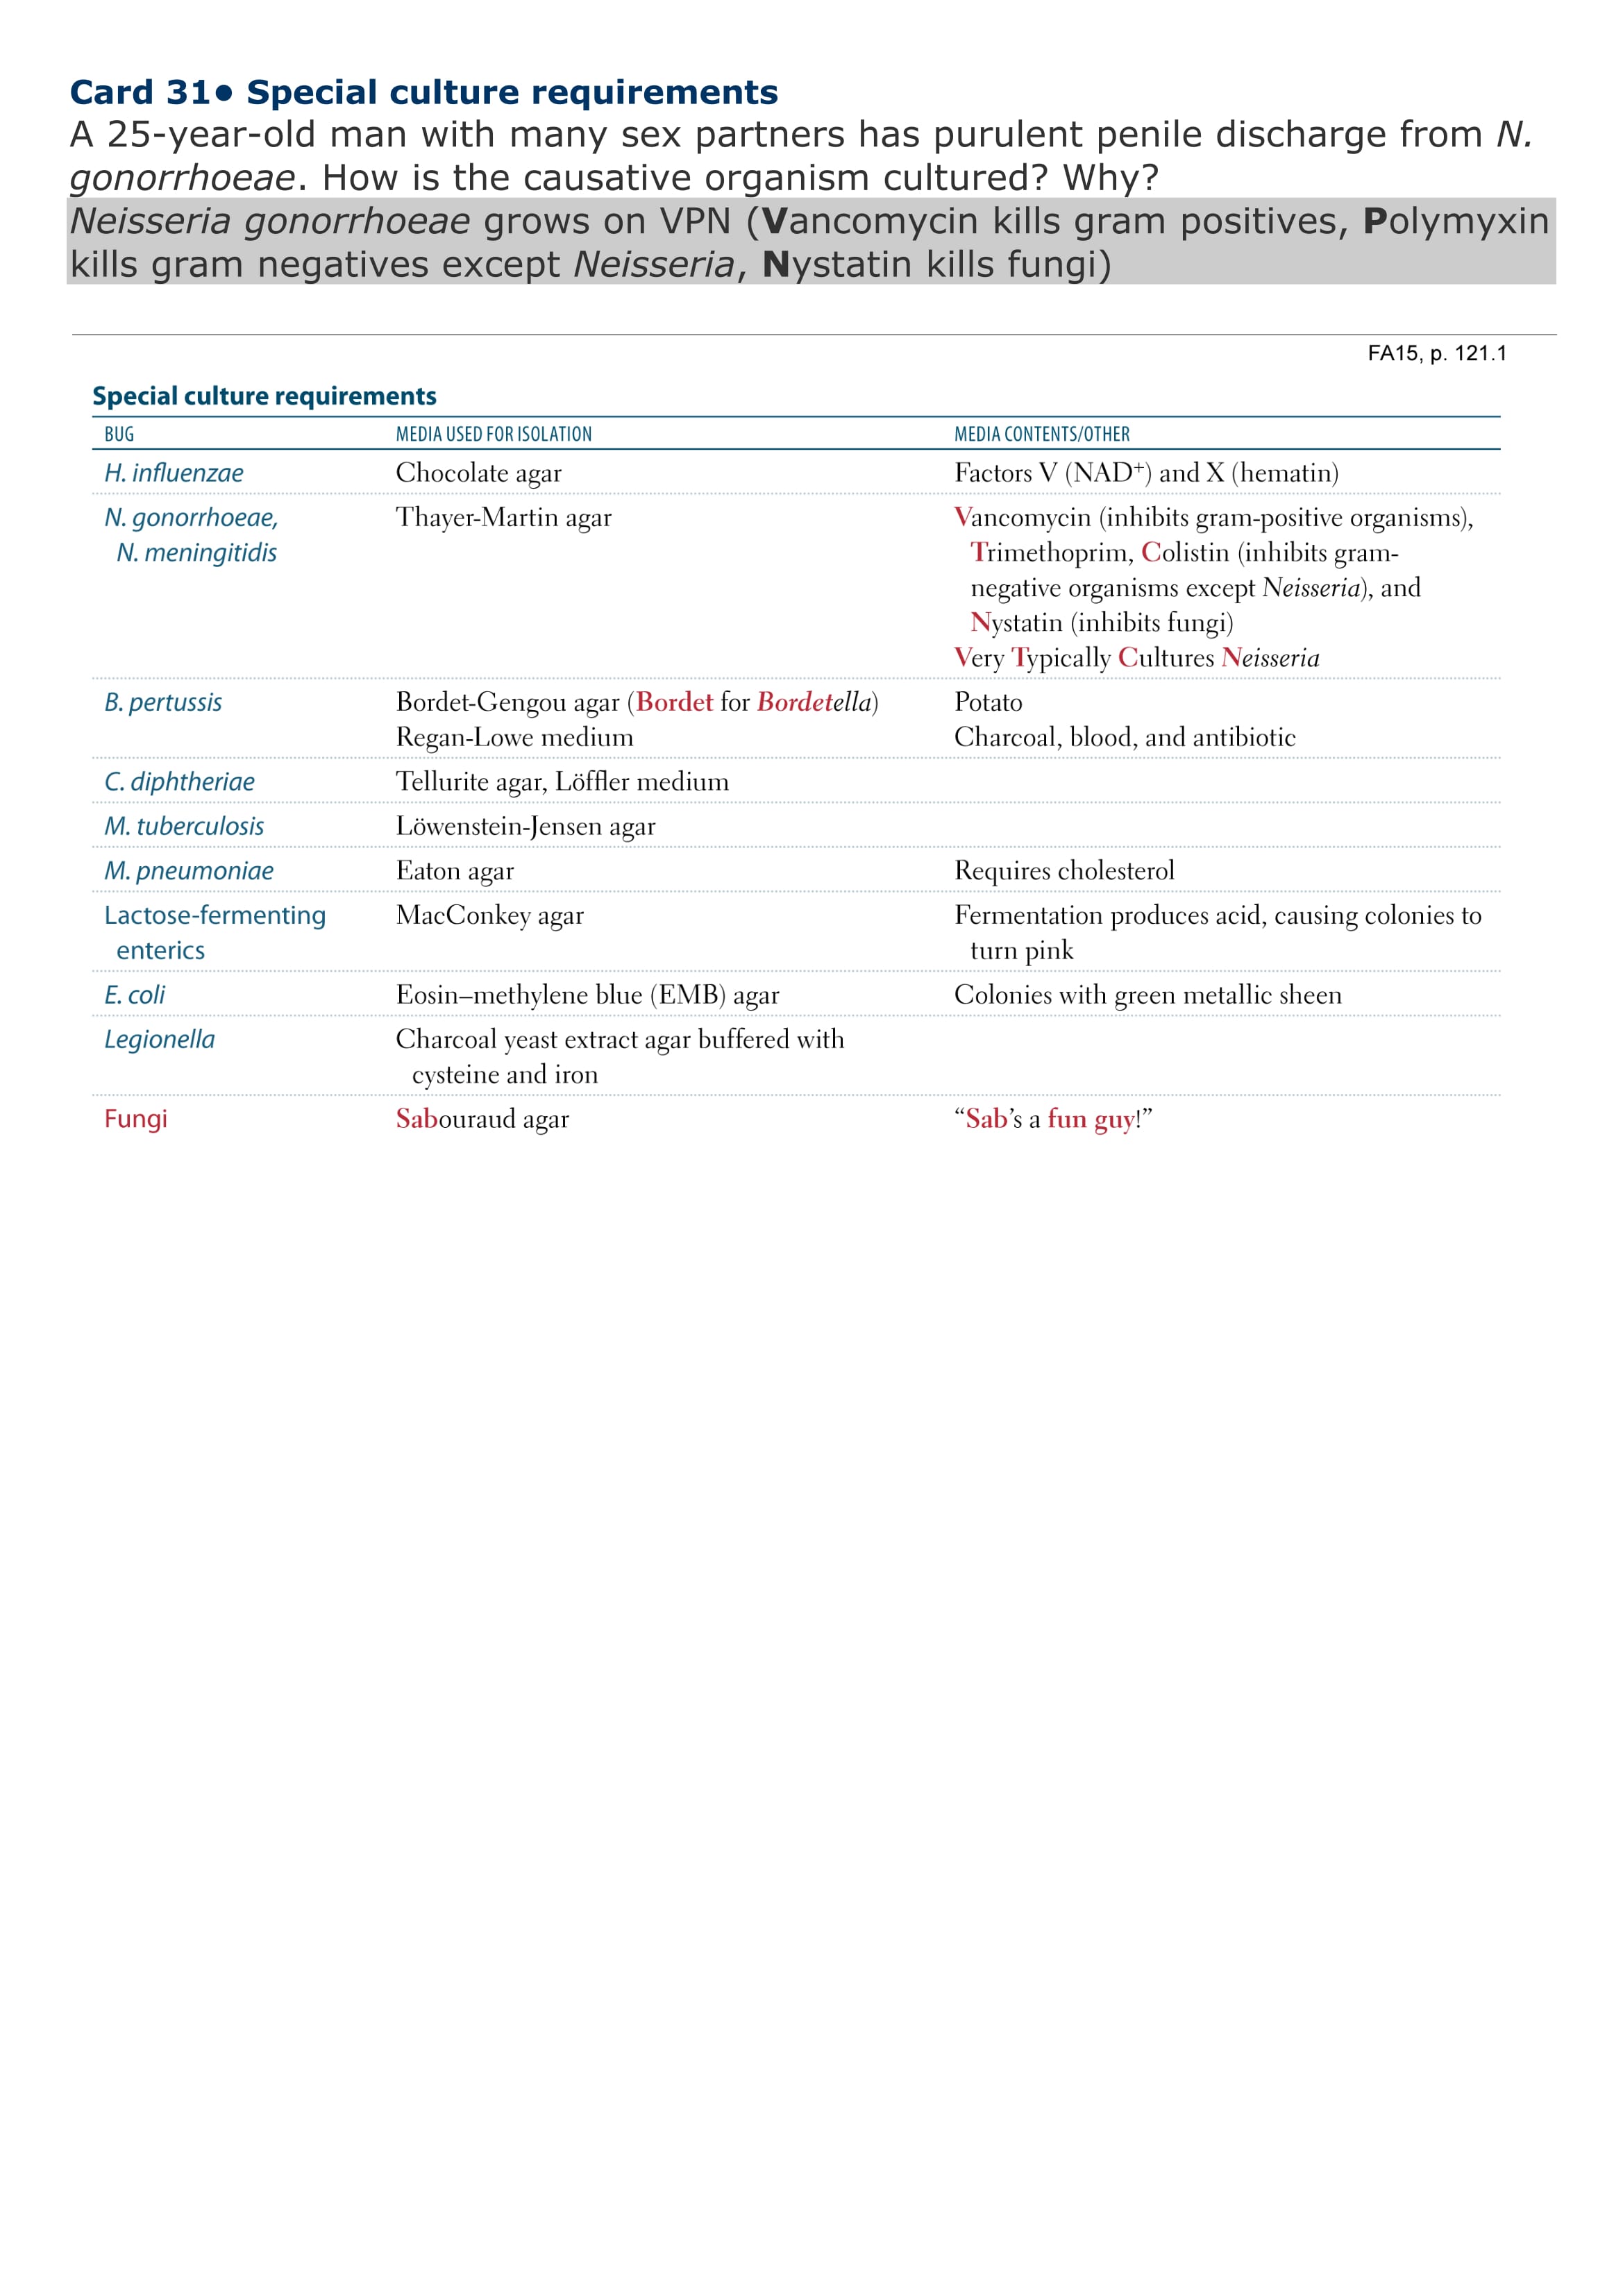 Card 31● Special culture requirements
A 25-year-old man with many sex partners has purulent penile discharge from N.
gonorrhoeae. How is the causative organism cultured? Why?
Neisseria gonorrhoeae grows on VPN (Vancomycin kills gram positives, Polymyxin
kills gram negatives except Neisseria, Nystatin kills fungi)
FA15, p. 121.1
Special culture requirements
BUG MEDIA USED FOR ISOLATION MEDIA CONTENTS/OTHER
H. influenzae Chocolate agar Factors V (NAD+) and X (hematin)
N. gonorrhoeae, Thayer-Martin agar Vancomycin (inhibits gram-positive organisms),
N. meningitidis Trimethoprim, Colistin (inhibits gram-
negative organisms except Neisseria), and
Nystatin (inhibits fungi)
Very Typically Cultures Neisseria
B. pertussis Bordet-Gengou agar (Bordet for Bordetella) Potato
Regan-Lowe medium Charcoal, blood, and antibiotic
C. diphtheriae Tellurite agar, Löffler medium
M. tuberculosis Löwenstein-Jensen agar
M. pneumoniae Eaton agar Requires cholesterol
Lactose-fermenting MacConkey agar Fermentation produces acid, causing colonies to
enterics turn pink
E. coli Eosin–methylene blue (EMB) agar Colonies with green metallic sheen
Legionella Charcoal yeast extract agar buffered with
cysteine and iron
Fungi Sabouraud agar “Sab’s a fun guy!”